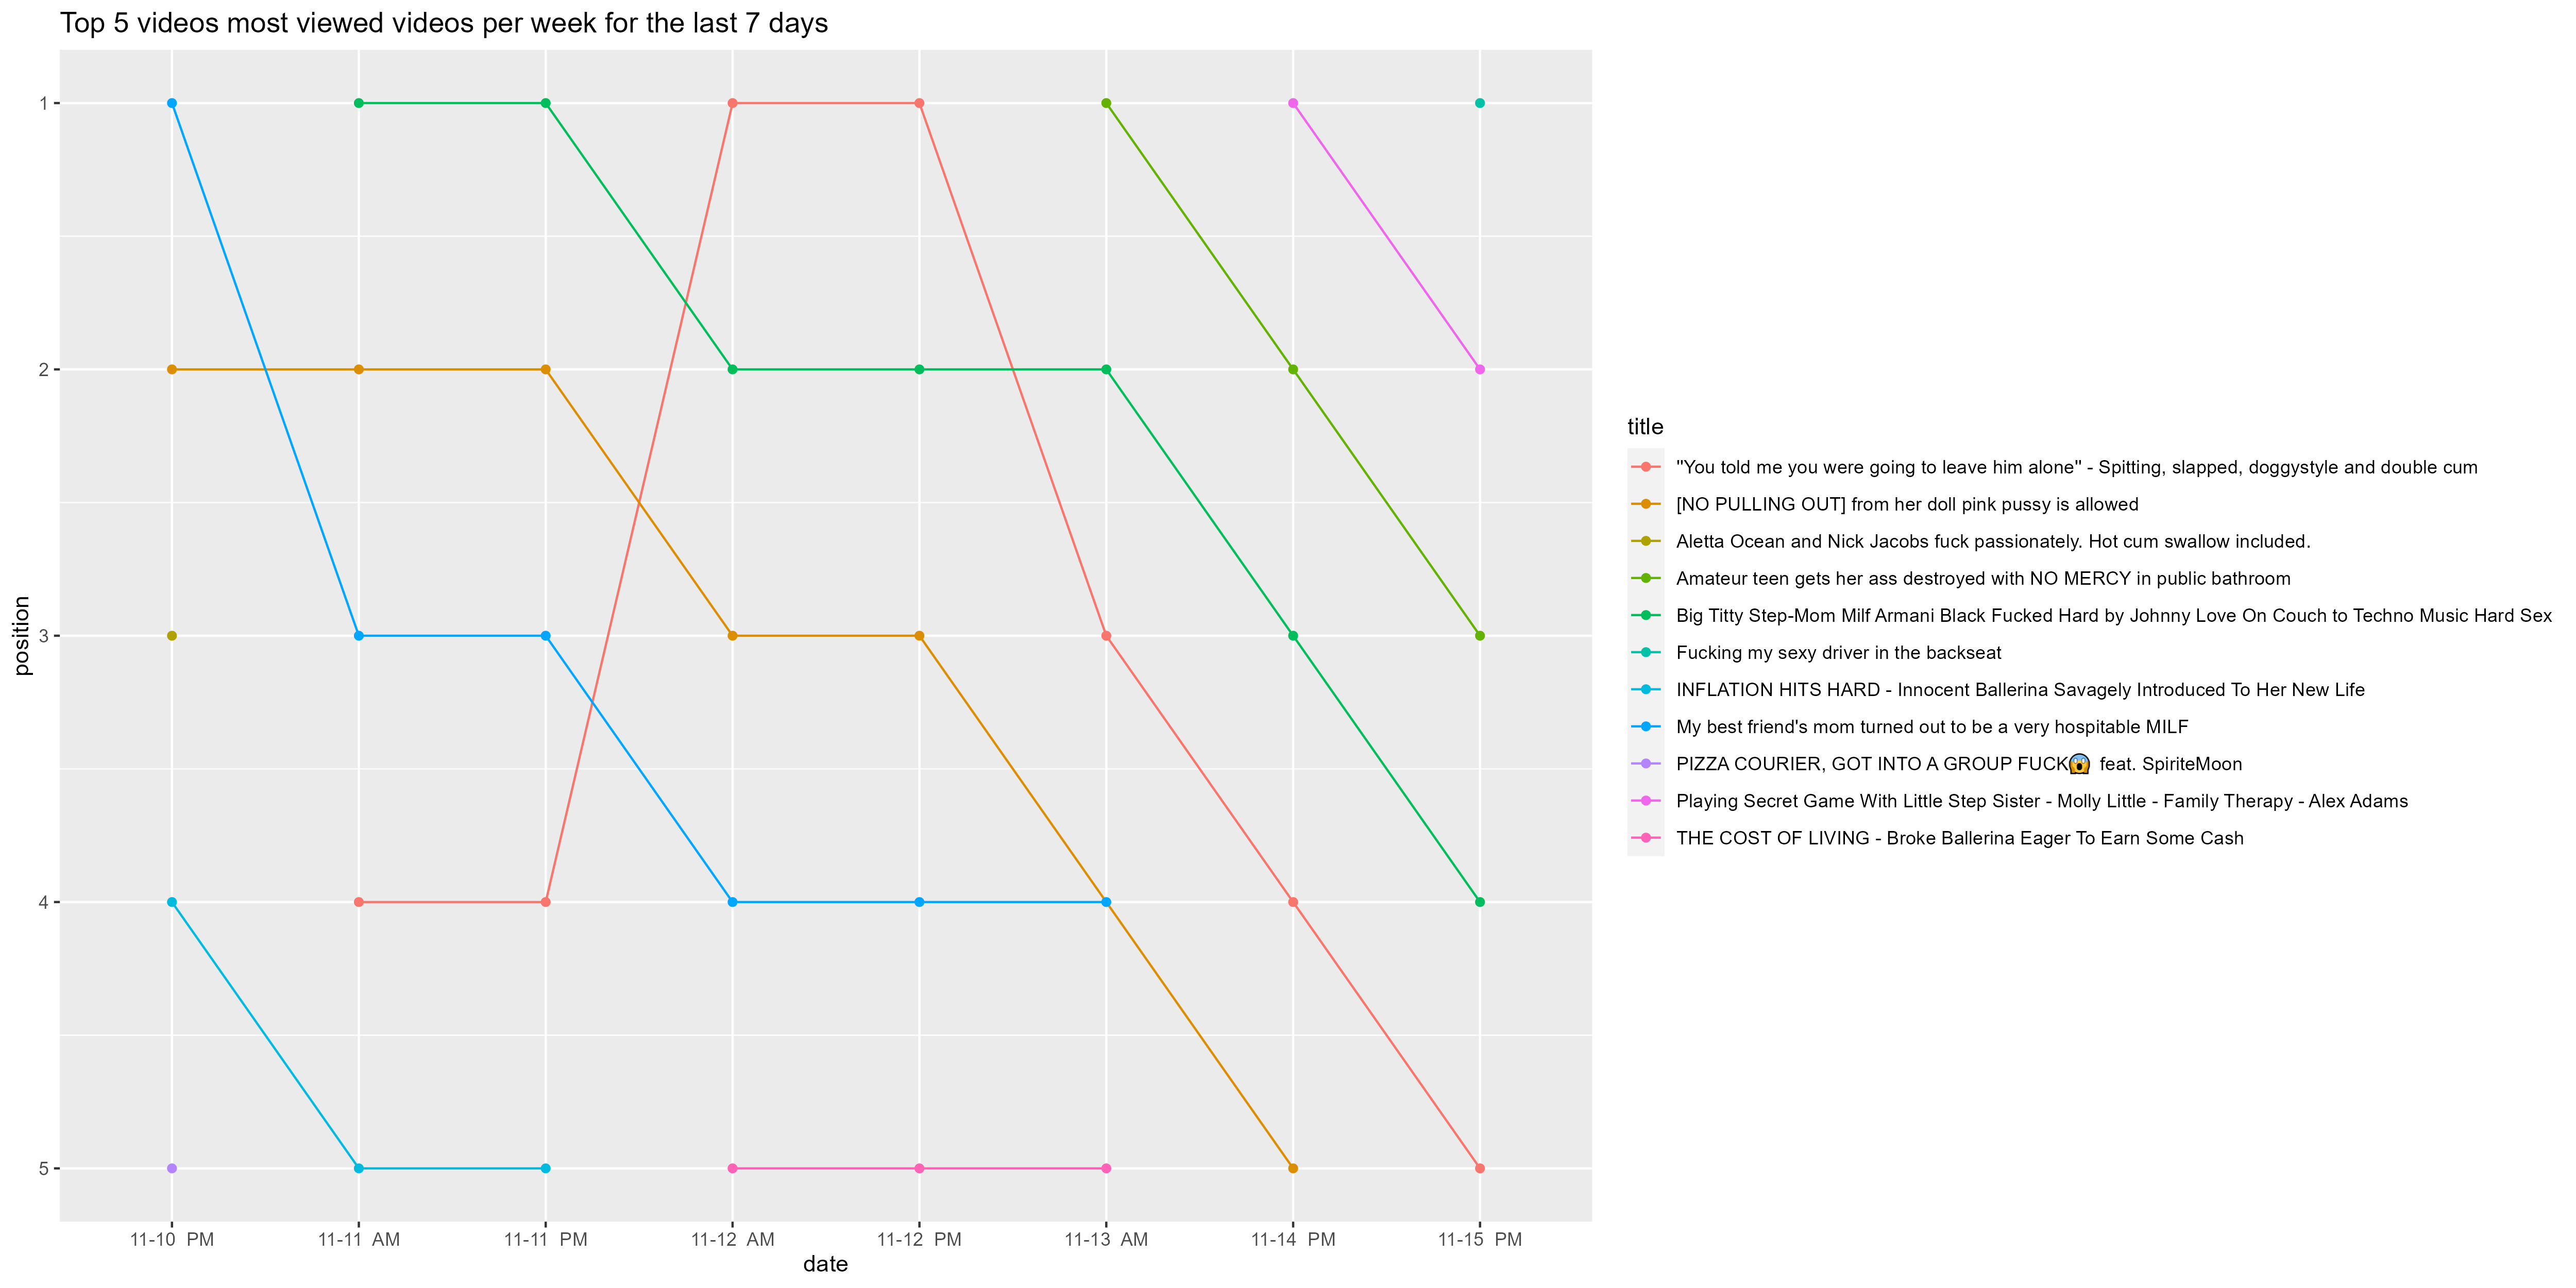 Top 5 videos most viewed videos per week for the last 7 days
position
1
2
3
4
5
11-10 PM
11-11 AM
11-11 PM
11-12 AM
11-12 PM
11-13 AM
11-14 PM
11-15 PM
date
title
"You told me you were going to leave him alone" - Spitting, slapped, doggystyle and double cum
[NO PULLING OUT] from her doll pink pussy is allowed
Aletta Ocean and Nick Jacobs fuck passionately. Hot cum swallow included.
Amateur teen gets her ass destroyed with NO MERCY in public bathroom
Big Titty Step-Mom Milf Armani Black Fucked Hard by Johnny Love On Couch to Techno Music Hard Sex
Fucking my sexy driver in the backseat
INFLATION HITS HARD - Innocent Ballerina Savagely Introduced To Her New Life
My best friend's mom turned out to be a very hospitable MILF
PIZZA COURIER, GOT INTO A GROUP FUCK😱 feat. SpiriteMoon
Playing Secret Game With Little Step Sister - Molly Little - Family Therapy - Alex Adams
THE COST OF LIVING - Broke Ballerina Eager To Earn Some Cash